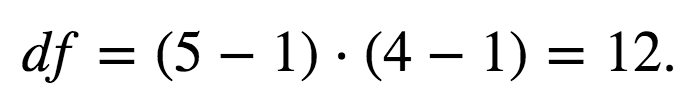 df = (5 − 1) · (4 − 1) = 12.